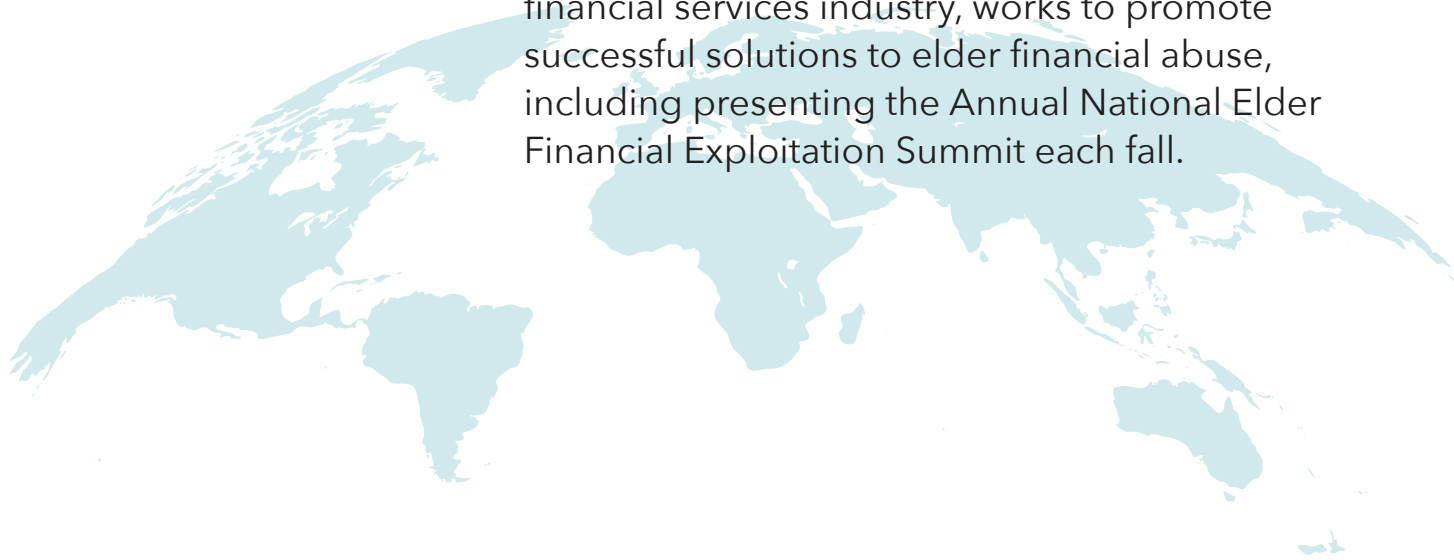 financial services industry, works to promote
successful solutions to elder financial abuse,
including presenting the Annual National Elder
Financial Exploitation Summit each fall.